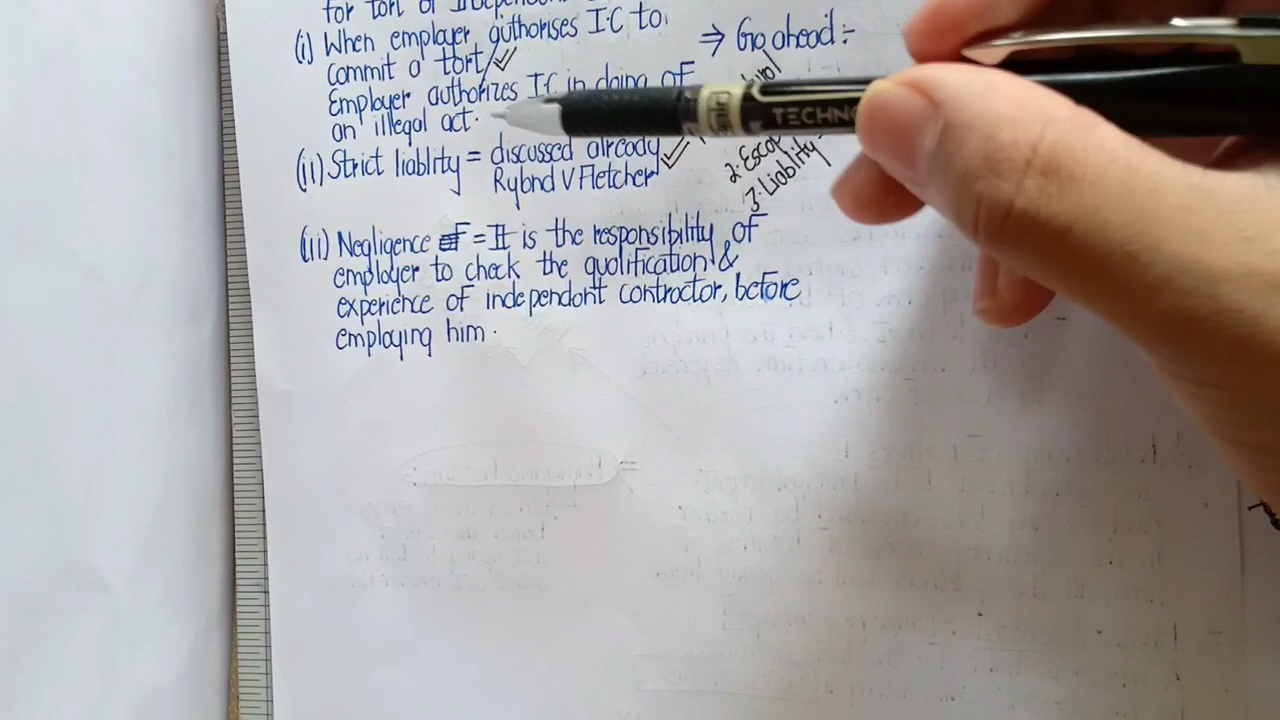 for tort of
(i) When employer authorises I·C to
commit a tort/
Employer authorizes I·C in doing of
an illegal act·
(ii) Strict liablity = discussed already
Rylnd V Fletcher
(iii) Negligence = It is the responsibility of
employer to check the qualification &
experience of independant contractor, before
employing him·
⇒ Go ahead :-
2·Escap
3·Liablity
TECHNO